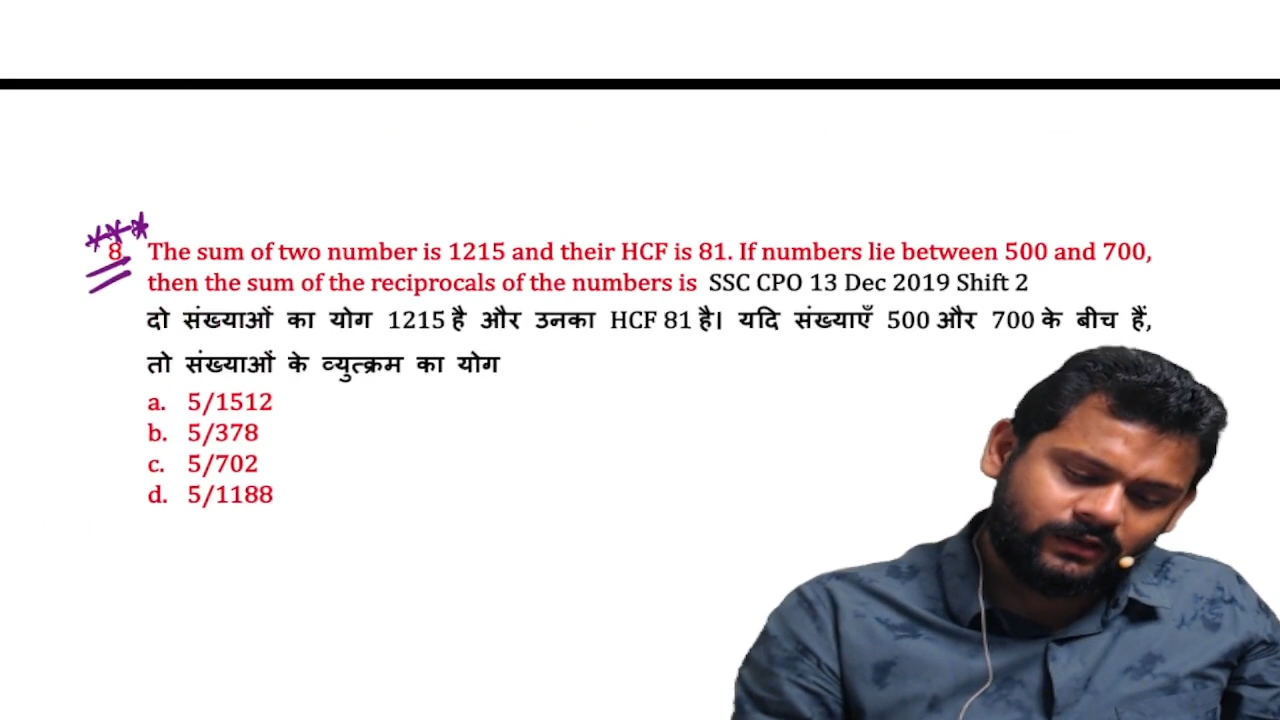 8. The sum of two number is 1215 and their HCF is 81. If numbers lie between 500 and 700,
then the sum of the reciprocals of the numbers is SSC CPO 13 Dec 2019 Shift 2
दो संख्याओं का योग 1215 है और उनका HCF 81 है। यदि संख्याएँ 500 और 700 के बीच हैं,
तो संख्याओं के व्युत्क्रम का योग
a. 5/1512
b. 5/378
c. 5/702
d. 5/1188